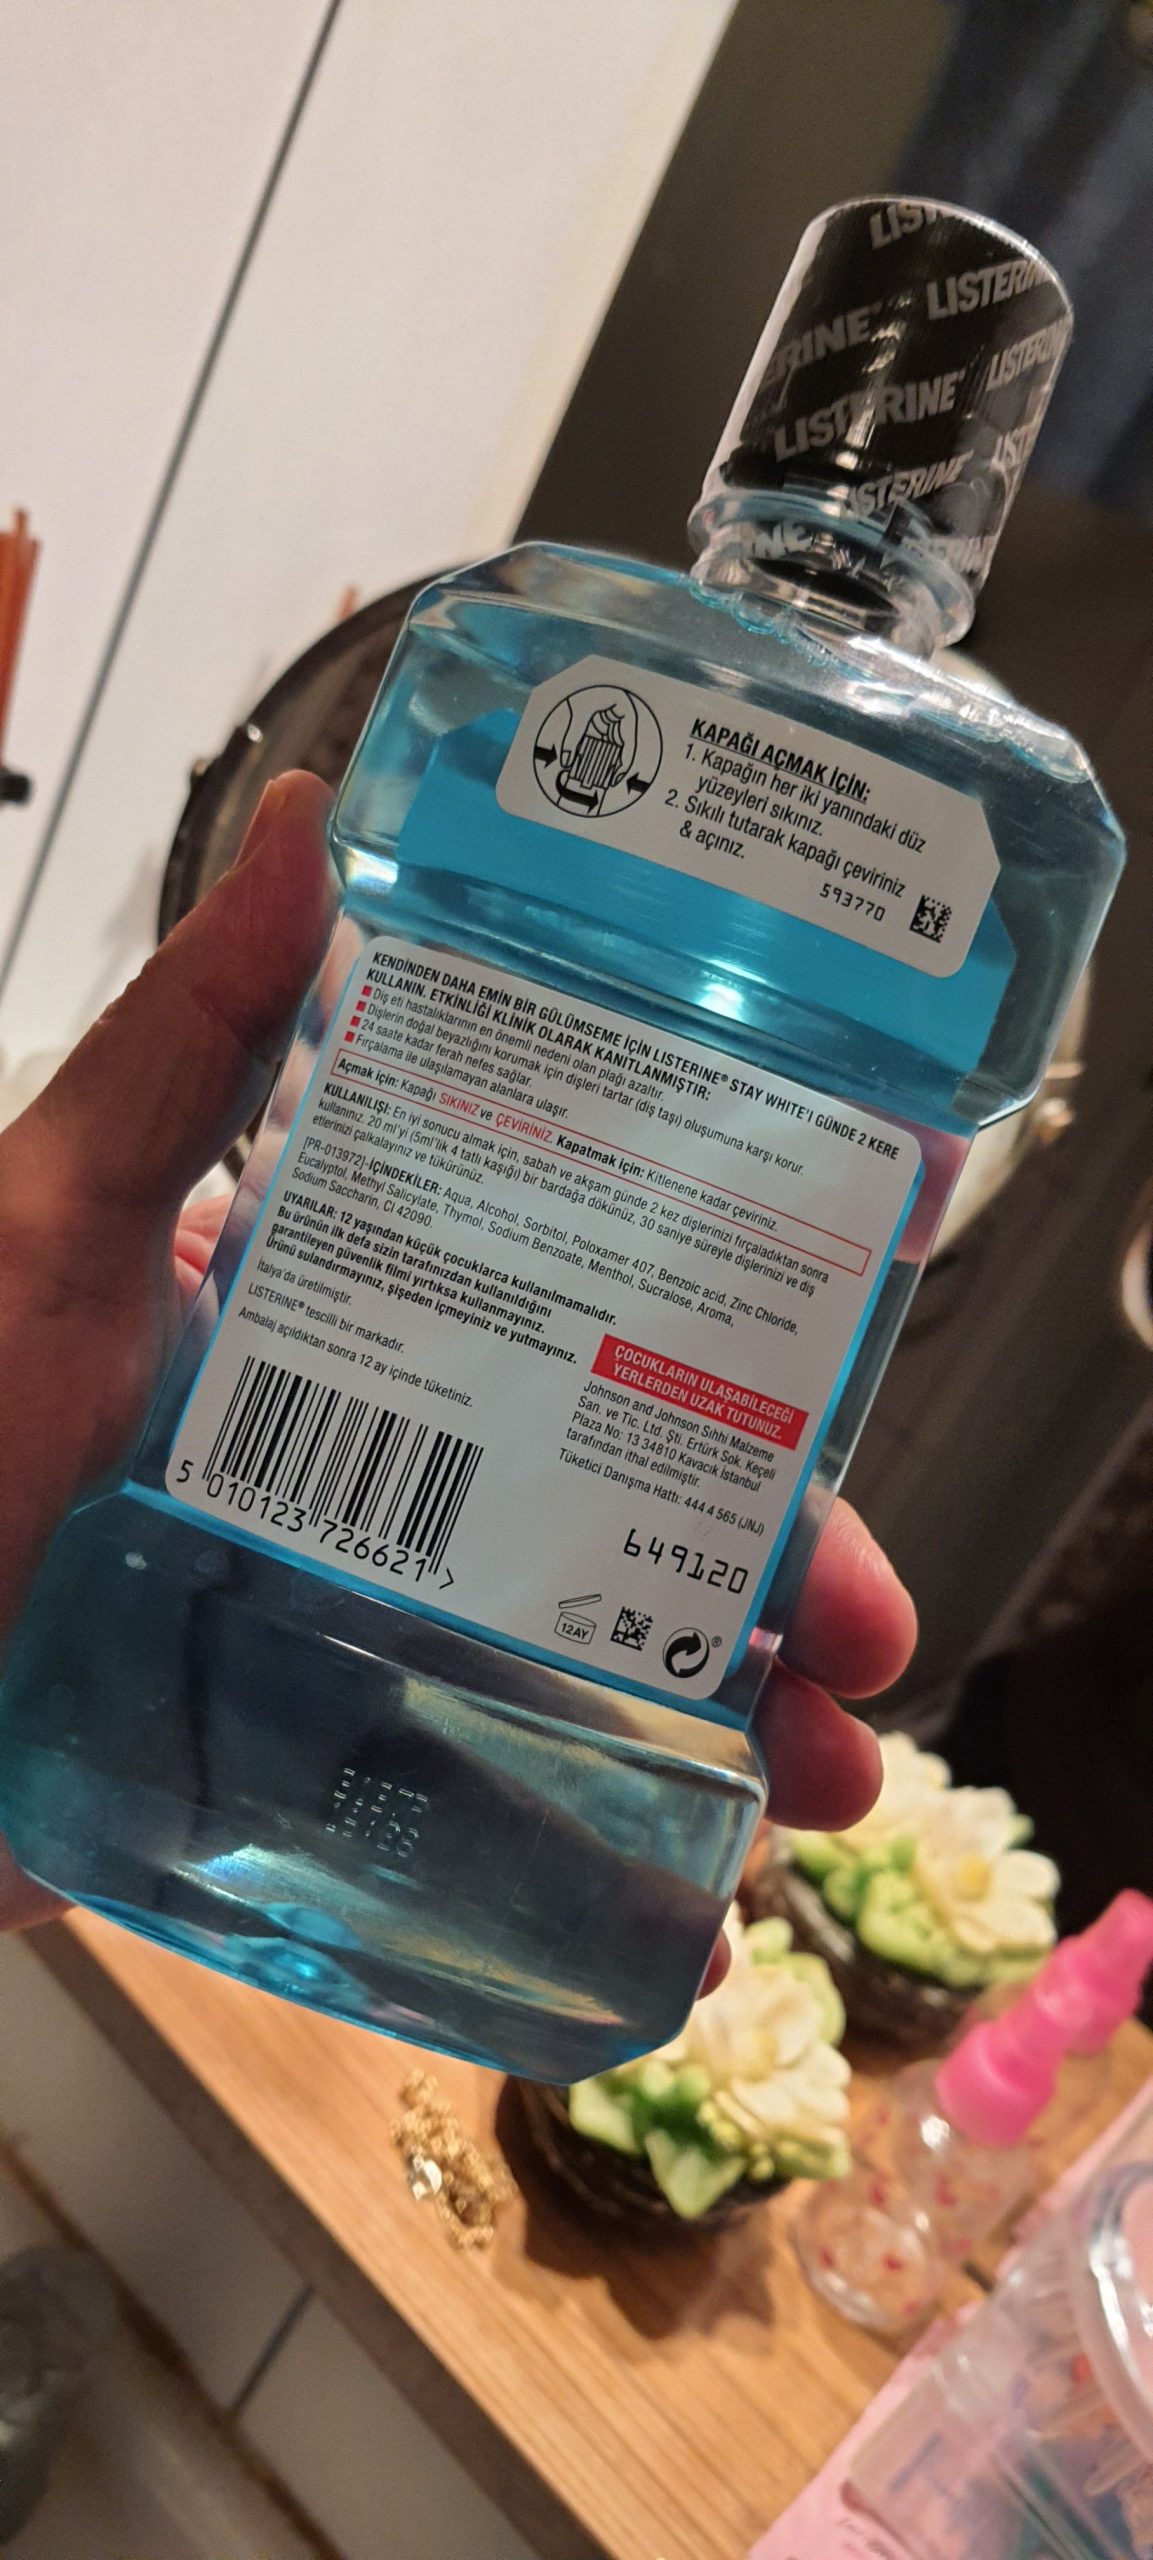 LISTERINE
LISTERINE
LISTERINE
LISTERINE
KAPAĞI AÇMAK İÇİN:
1. Kapağın her iki yanındaki düz
yüzeyleri sıkınız.
2. Sıkılı tutarak kapağı çeviriniz
& açınız.
593770
KENDİNDEN DAHA EMİN BİR GÜLÜMSEME İÇİN LISTERINE® STAY WHITE'I GÜNDE 2 KERE
KULLANIN. ETKİNLİĞİ KLİNİK OLARAK KANITLANMIŞTIR:
Diş eti hastalıklarının en önemli nedeni olan plağı azaltır.
Dişlerin doğal beyazlığını korumak için dişleri tartar (diş taşı) oluşumuna karşı korur.
24 saate kadar ferah nefes sağlar.
Fırçalama ile ulaşılamayan alanlara ulaşır.
Açmak için: Kapağı SIKINIZ ve ÇEVİRİNİZ. Kapatmak için: Kitlenene kadar çeviriniz.
KULLANILIŞI: En iyi sonucu almak için, sabah ve akşam günde 2 kez dişlerinizi fırçaladıktan sonra
kullanınız. 20 ml'yi (5ml'lik 4 tatlı kaşığı) bir bardağa dökünüz, 30 saniye süreyle dişlerinizi ve diş
etlerinizi çalkalayınız ve tükürünüz.
[PR-013972]-İÇİNDEKİLER: Aqua, Alcohol, Sorbitol, Poloxamer 407, Benzoic acid, Zinc Chloride,
Eucalyptol, Methyl Salicylate, Thymol, Sodium Benzoate, Menthol, Sucralose, Aroma,
Sodium Saccharin, CI 42090.
UYARILAR: 12 yaşından küçük çocuklarca kullanılmamalıdır.
Bu ürünün ilk defa sizin tarafınızdan kullanıldığını
garantileyen güvenlik filmi yırtıksa kullanmayınız.
Ürünü sulandırmayınız, şişeden içmeyiniz ve yutmayınız.
İtalya'da üretilmiştir.
LISTERINE® tescilli bir markadır.
Ambalaj açıldıktan sonra 12 ay içinde tüketiniz.
ÇOCUKLARIN ULAŞABİLECEĞİ
YERLERDEN UZAK TUTUNUZ.
Johnson and Johnson Sıhhi Malzeme
San. ve Tic. Ltd. Şti. Ertürk Sok. Keçeli
Plaza No: 13 34810 Kavacık İstanbul
tarafından ithal edilmiştir.
Tüketici Danışma Hattı: 444 4 565 (JNJ)
5 010123 726621 >
649120
12AY